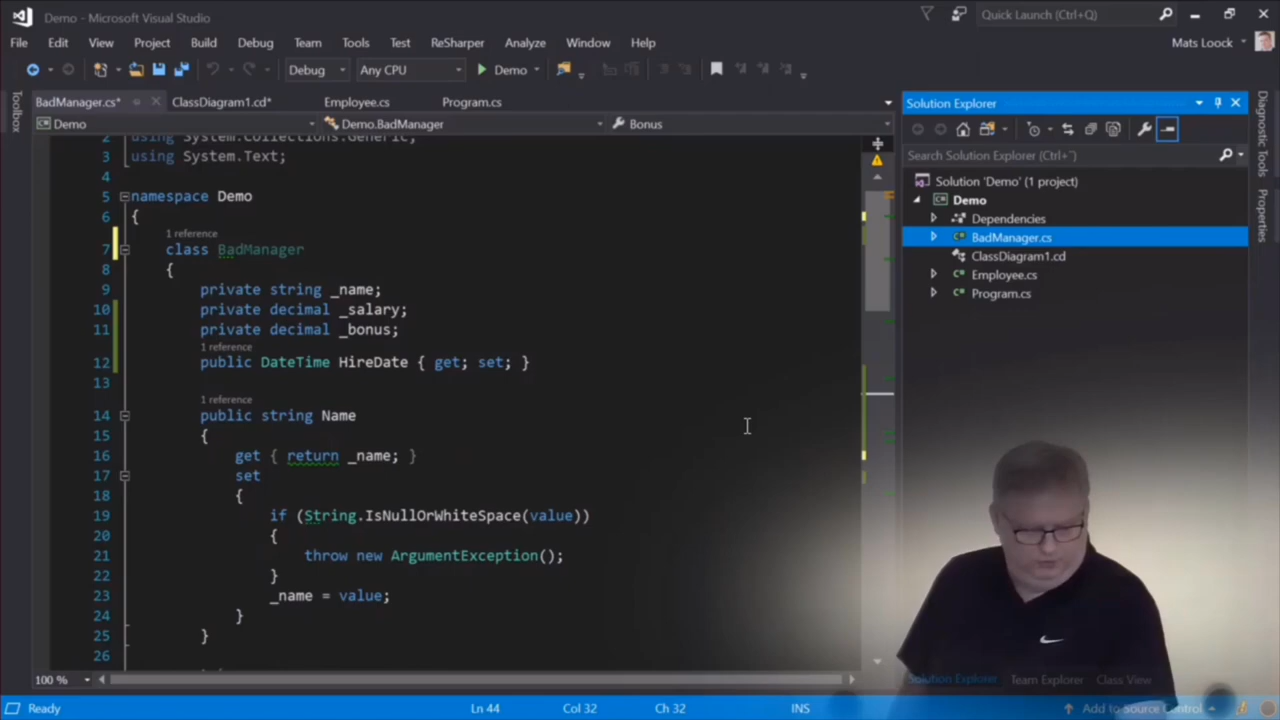 Demo - Microsoft Visual Studio
Quick Launch (Ctrl+Q)
File Edit View Project Build Debug Team Tools Test ReSharper Analyze Window Help
Mats Loock
Debug Any CPU Demo
Toolbox
BadManager.cs* ClassDiagram1.cd* Employee.cs Program.cs
Demo Demo.BadManager Bonus
2 using System.Collections.Generic;
3 using System.Text;
4
5 namespace Demo
6 {
1 reference
7 class BadManager
8 {
9 private string _name;
10 private decimal _salary;
11 private decimal _bonus;
1 reference
12 public DateTime HireDate { get; set; }
13
1 reference
14 public string Name
15 {
16 get { return _name; }
17 set
18 {
19 if (String.IsNullOrWhiteSpace(value))
20 {
21 throw new ArgumentException();
22 }
23 _name = value;
24 }
25 }
26
100 %
Solution Explorer
Search Solution Explorer (Ctrl+¨)
Solution 'Demo' (1 project)
Demo
Dependencies
BadManager.cs
ClassDiagram1.cd
Employee.cs
Program.cs
Solution Explorer Team Explorer Class View
Diagnostic Tools
Properties
Ready Ln 44 Col 32 Ch 32 INS Add to Source Control